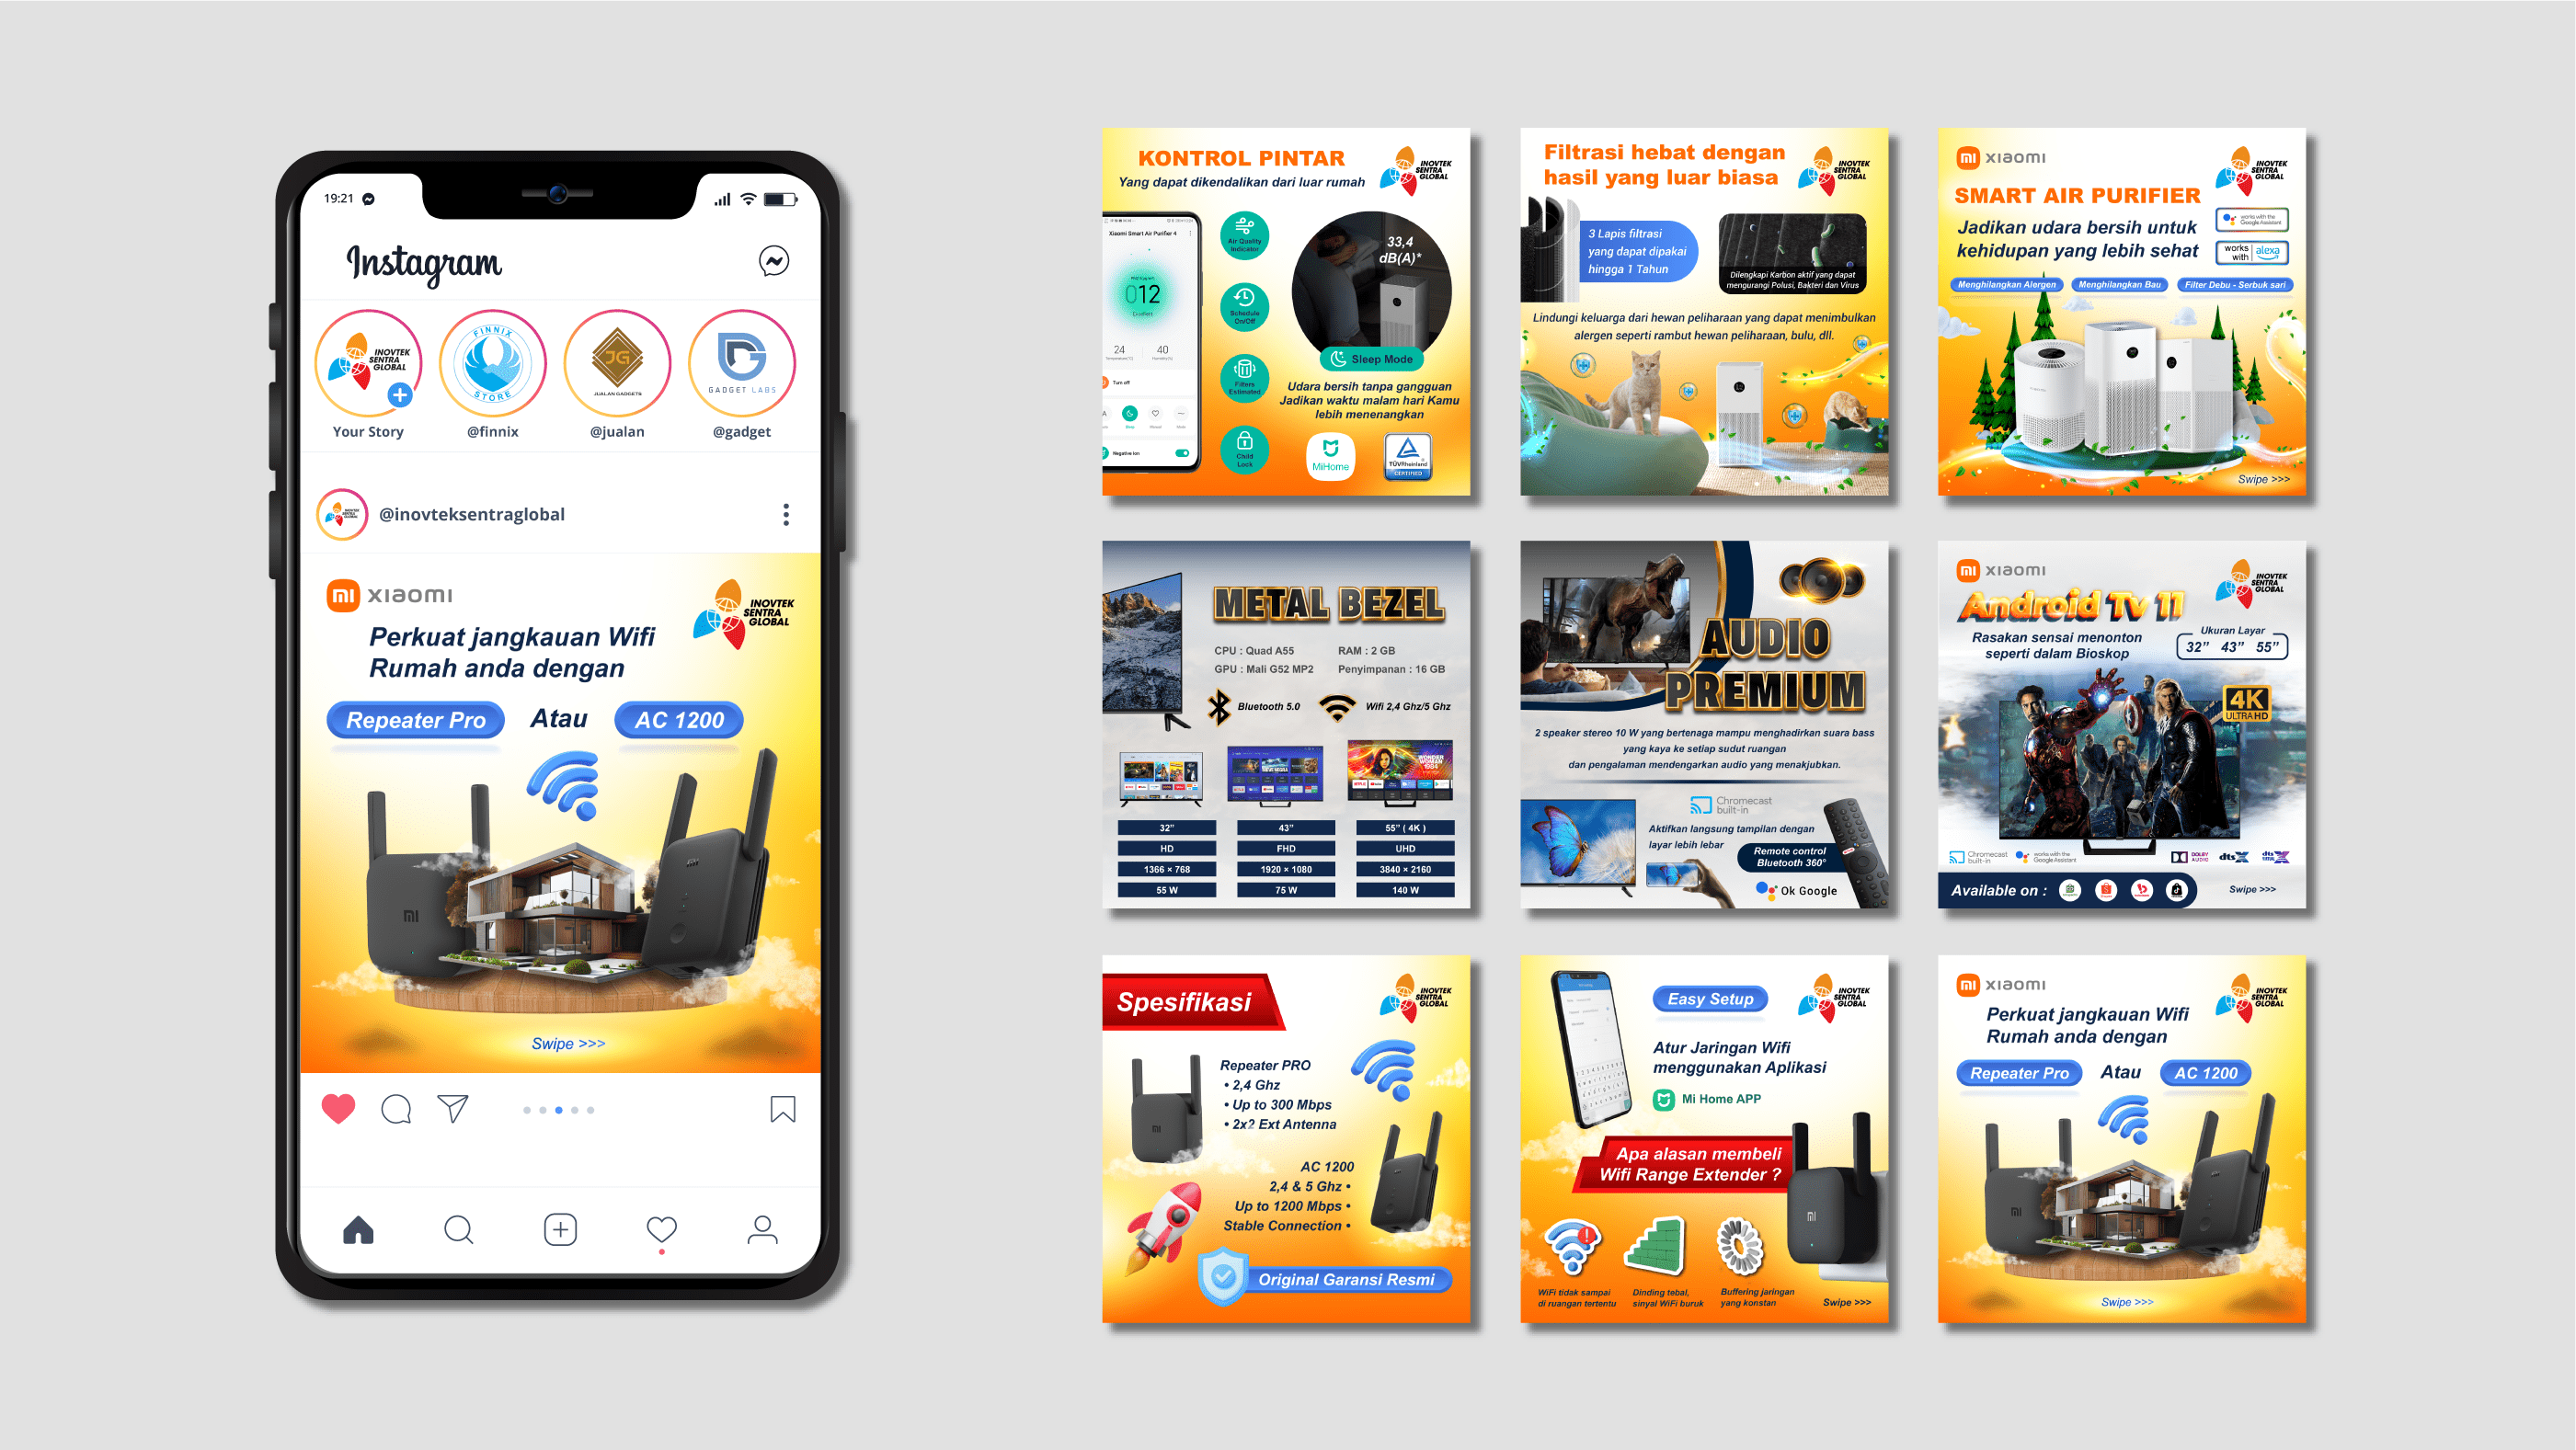 19:21
Instagram
INOVTEK
SENTRA
GLOBAL
FINNIX
STORE
JG
JUALAN GADGETS
GADGET LABS
Your Story
@finnix
@jualan
@gadget
@inovteksentraglobal
xiaomi
INOVTEK
SENTRA
GLOBAL
Perkuat jangkauan Wifi
Rumah anda dengan
Repeater Pro Atau AC 1200
Swipe >>>
KONTROL PINTAR
Yang dapat dikendalikan dari luar rumah
INOVTEK
SENTRA
GLOBAL
Xiaomi Smart Air Purifier 4
012
24
40
Turn off
Negative Ion
Air Quality
Indicator
Schedule
On/Off
Filters
Estimated
Child
Lock
33,4
dB(A)*
Sleep Mode
Udara bersih tanpa gangguan
Jadikan waktu malam hari Kamu
lebih menenangkan
MiHome
TÜVRheinland
CERTIFIED
Filtrasi hebat dengan
hasil yang luar biasa
INOVTEK
SENTRA
GLOBAL
3 Lapis filtrasi
yang dapat dipakai
hingga 1 Tahun
Dilengkapi Karbon aktif yang dapat
mengurangi Polusi, Bakteri dan Virus
Lindungi keluarga dari hewan peliharaan yang dapat menimbulkan
alergen seperti rambut hewan peliharaan, bulu, dll.
xiaomi
INOVTEK
SENTRA
GLOBAL
SMART AIR PURIFIER
Jadikan udara bersih untuk
kehidupan yang lebih sehat
works with the
Google Assistant
works with alexa
Menghilangkan Alergen
Menghilangkan Bau
Filter Debu - Serbuk sari
Swipe >>>
METAL BEZEL
CPU : Quad A55 RAM : 2 GB
GPU : Mali G52 MP2 Penyimpanan : 16 GB
Bluetooth 5.0 Wifi 2,4 Ghz/5 Ghz
32” 43” 55” ( 4K )
HD FHD UHD
1366 × 768 1920 × 1080 3840 × 2160
55 W 75 W 140 W
AUDIO
PREMIUM
2 speaker stereo 10 W yang bertenaga mampu menghadirkan suara bass
yang kaya ke setiap sudut ruangan
dan pengalaman mendengarkan audio yang menakjubkan.
Chromecast
built-in
Aktifkan langsung tampilan dengan
layar lebih lebar
Remote control
Bluetooth 360°
Ok Google
xiaomi
INOVTEK
SENTRA
GLOBAL
Android Tv 11
Rasakan sensai menonton
seperti dalam Bioskop
Ukuran Layar
32” 43” 55”
4K
ULTRA HD
Chromecast
built-in
works with the
Google Assistant
DOLBY
AUDIO
dts X
Available on :
Swipe >>>
Spesifikasi
INOVTEK
SENTRA
GLOBAL
Repeater PRO
• 2,4 Ghz
• Up to 300 Mbps
• 2x2 Ext Antenna
AC 1200
2,4 & 5 Ghz •
Up to 1200 Mbps •
Stable Connection •
Original Garansi Resmi
Easy Setup
INOVTEK
SENTRA
GLOBAL
Atur Jaringan Wifi
menggunakan Aplikasi
Mi Home APP
Apa alasan membeli
Wifi Range Extender ?
WiFi tidak sampai
di ruangan tertentu
Dinding tebal,
sinyal WiFi buruk
Buffering jaringan
yang konstan
Swipe >>>
xiaomi
INOVTEK
SENTRA
GLOBAL
Perkuat jangkauan Wifi
Rumah anda dengan
Repeater Pro Atau AC 1200
Swipe >>>